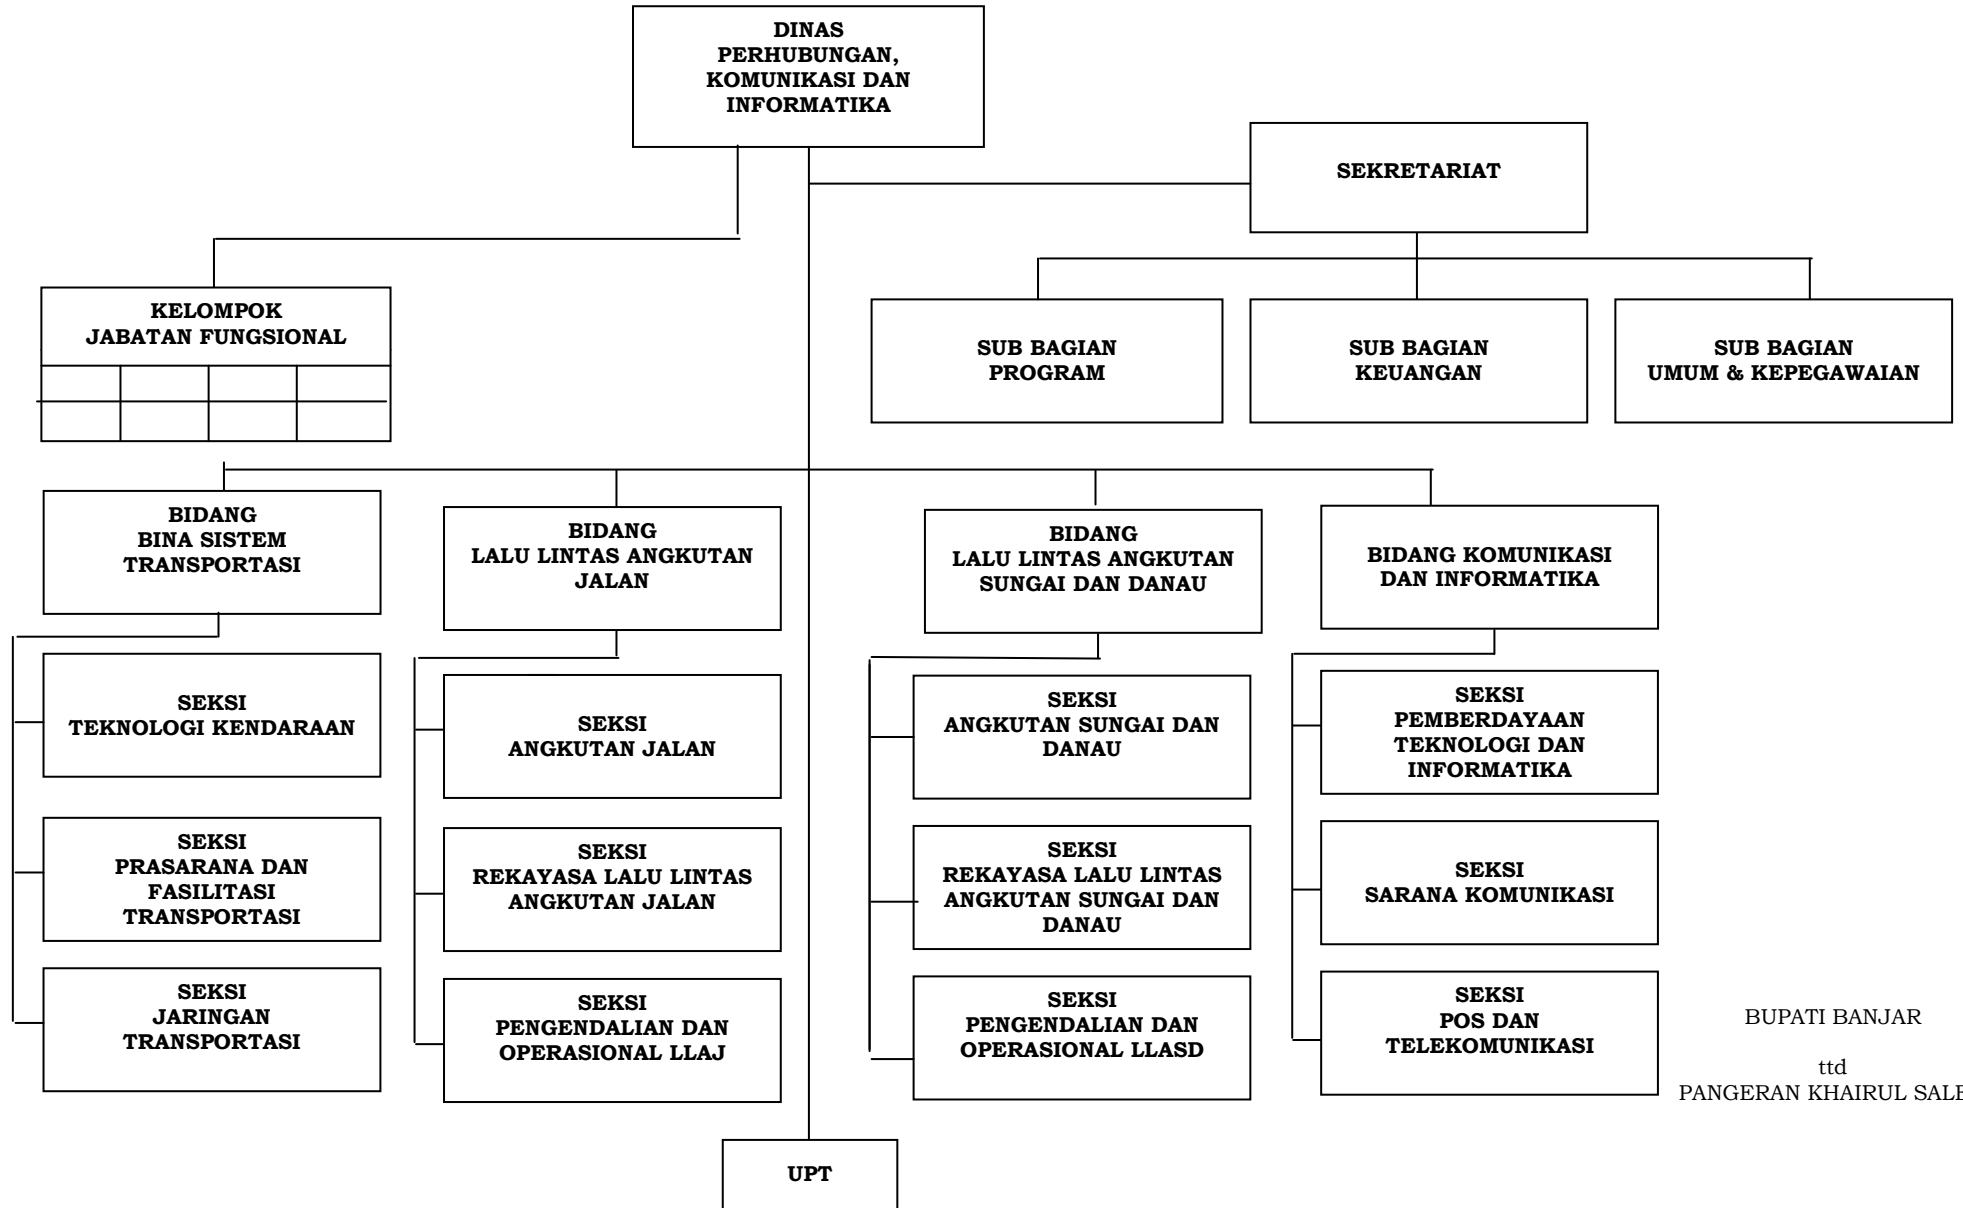 DINAS
PERHUBUNGAN,
KOMUNIKASI DAN
INFORMATIKA
SEKRETARIAT
KELOMPOK
JABATAN FUNGSIONAL
SUB BAGIAN
PROGRAM
SUB BAGIAN
KEUANGAN
SUB BAGIAN
UMUM & KEPEGAWAIAN
BIDANG
BINA SISTEM
TRANSPORTASI
BIDANG
LALU LINTAS ANGKUTAN
JALAN
BIDANG
LALU LINTAS ANGKUTAN
SUNGAI DAN DANAU
BIDANG KOMUNIKASI
DAN INFORMATIKA
SEKSI
TEKNOLOGI KENDARAAN
SEKSI
ANGKUTAN JALAN
SEKSI
ANGKUTAN SUNGAI DAN
DANAU
SEKSI
PEMBERDAYAAN
TEKNOLOGI DAN
INFORMATIKA
SEKSI
PRASARANA DAN
FASILITASI
TRANSPORTASI
SEKSI
REKAYASA LALU LINTAS
ANGKUTAN JALAN
SEKSI
REKAYASA LALU LINTAS
ANGKUTAN SUNGAI DAN
DANAU
SEKSI
SARANA KOMUNIKASI
SEKSI
JARINGAN
TRANSPORTASI
SEKSI
PENGENDALIAN DAN
OPERASIONAL LLAJ
SEKSI
PENGENDALIAN DAN
OPERASIONAL LLASD
SEKSI
POS DAN
TELEKOMUNIKASI
BUPATI BANJAR
ttd
PANGERAN KHAIRUL
UPT